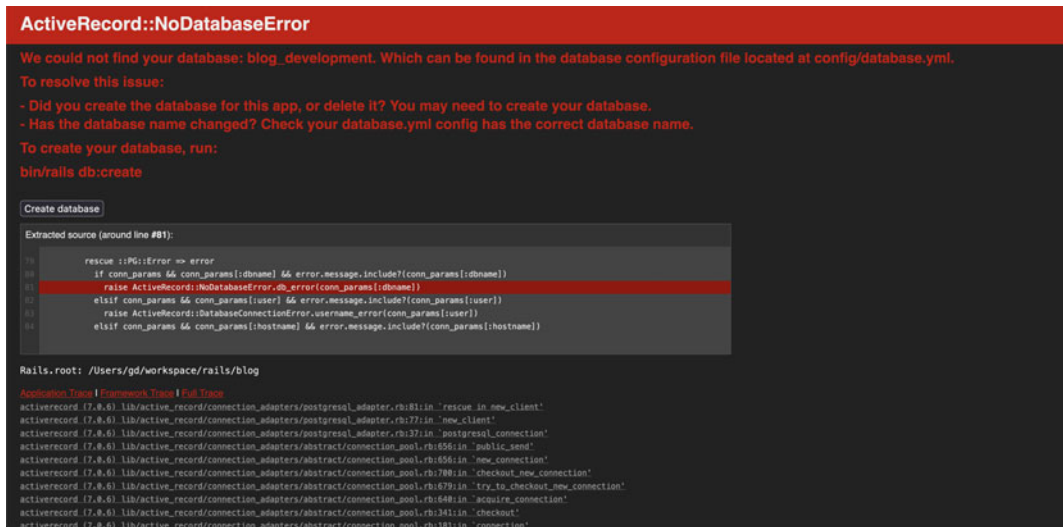 ActiveRecord::NoDatabaseError
We could not find your database: blog_development. Which can be found in the database configuration file located at config/database.yml.
To resolve this issue:
- Did you create the database for this app, or delete it? You may need to create your database.
- Has the database name changed? Check your database.yml config has the correct database name.
To create your database, run:
bin/rails db:create
Create database
Extracted source (around line #81):
79 rescue ::PG::Error => error
80 if conn_params && conn_params[:dbname] && error.message.include?(conn_params[:dbname])
81 raise ActiveRecord::NoDatabaseError.db_error(conn_params[:dbname])
82 elsif conn_params && conn_params[:user] && error.message.include?(conn_params[:user])
83 raise ActiveRecord::DatabaseConnectionError.username_error(conn_params[:user])
84 elsif conn_params && conn_params[:hostname] && error.message.include?(conn_params[:hostname])
Rails.root: /Users/gd/workspace/rails/blog
Application Trace | Framework Trace | Full Trace
activerecord (7.0.6) lib/active_record/connection_adapters/postgresql_adapter.rb:81:in `rescue in new_client'
activerecord (7.0.6) lib/active_record/connection_adapters/postgresql_adapter.rb:77:in `new_client'
activerecord (7.0.6) lib/active_record/connection_adapters/postgresql_adapter.rb:37:in `postgresql_connection'
activerecord (7.0.6) lib/active_record/connection_adapters/abstract/connection_pool.rb:656:in `public_send'
activerecord (7.0.6) lib/active_record/connection_adapters/abstract/connection_pool.rb:656:in `new_connection'
activerecord (7.0.6) lib/active_record/connection_adapters/abstract/connection_pool.rb:700:in `checkout_new_connection'
activerecord (7.0.6) lib/active_record/connection_adapters/abstract/connection_pool.rb:679:in `try_to_checkout_new_connection'
activerecord (7.0.6) lib/active_record/connection_adapters/abstract/connection_pool.rb:640:in `acquire_connection'
activerecord (7.0.6) lib/active_record/connection_adapters/abstract/connection_pool.rb:341:in `checkout'
activerecord (7.0.6) lib/active_record/connection_adapters/abstract/connection_pool.rb:181:in `connection'